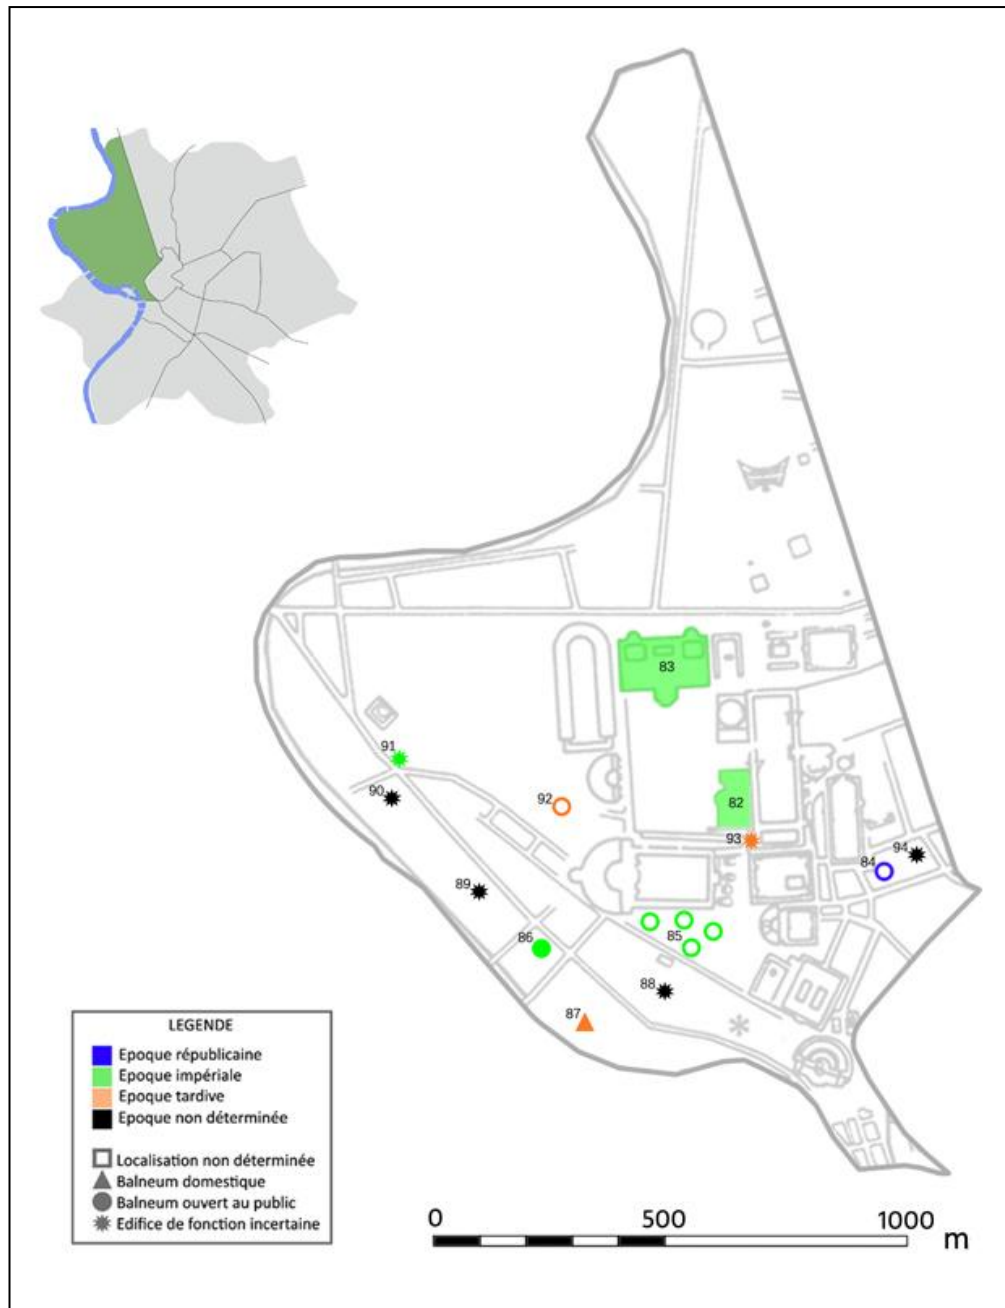 83
91
90
92
82
93
94
84
89
85
86
88
87
LEGENDE
Epoque républicaine
Epoque impériale
Epoque tardive
Epoque non déterminée
Localisation non déterminée
Balneum domestique
Balneum ouvert au public
Edifice de fonction incertaine
0 500 1000
m